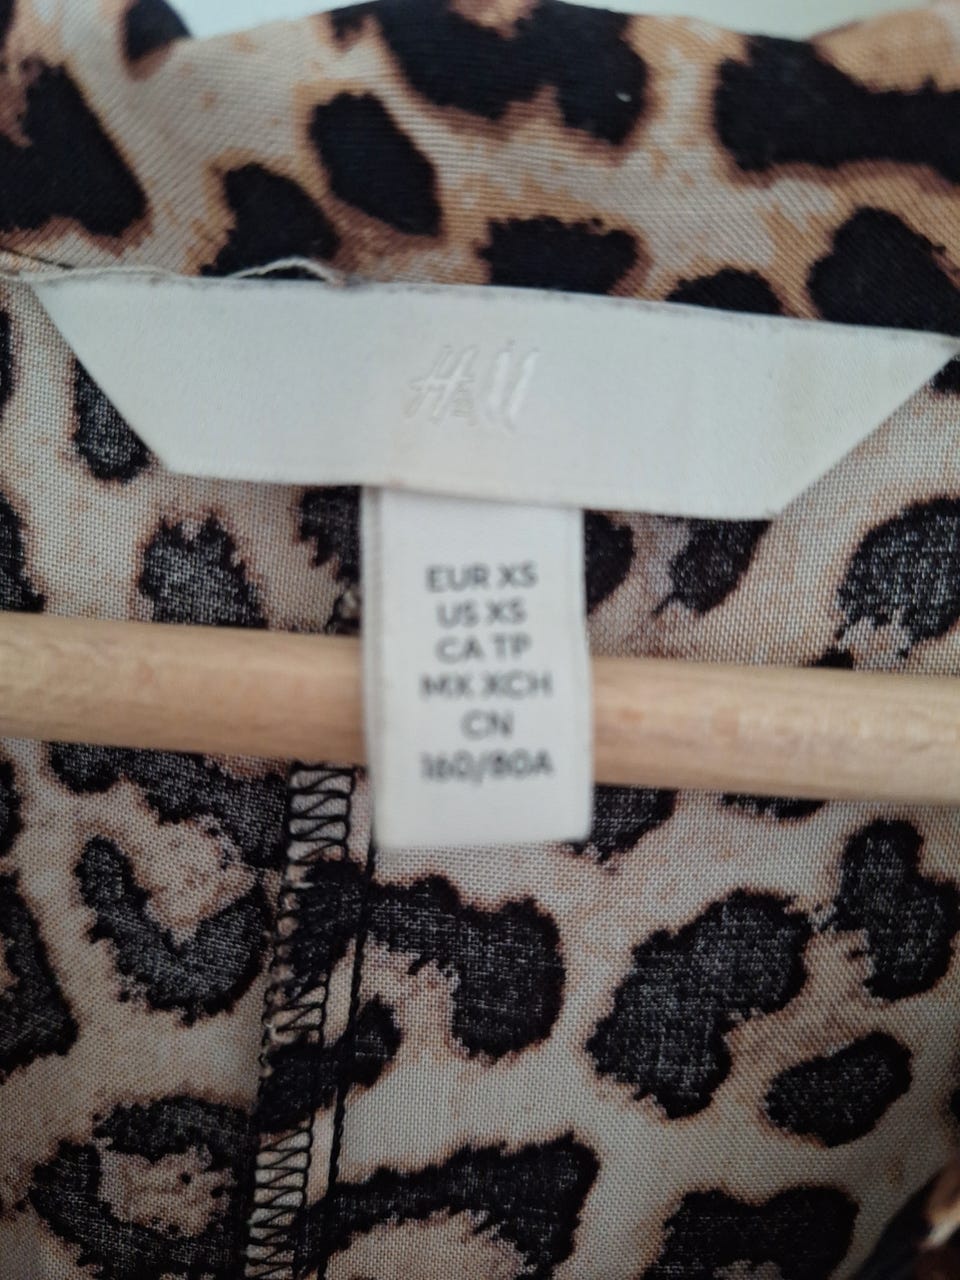 H&M
EUR XS
US XS
CA TP
MX XCH
CN
160/80A